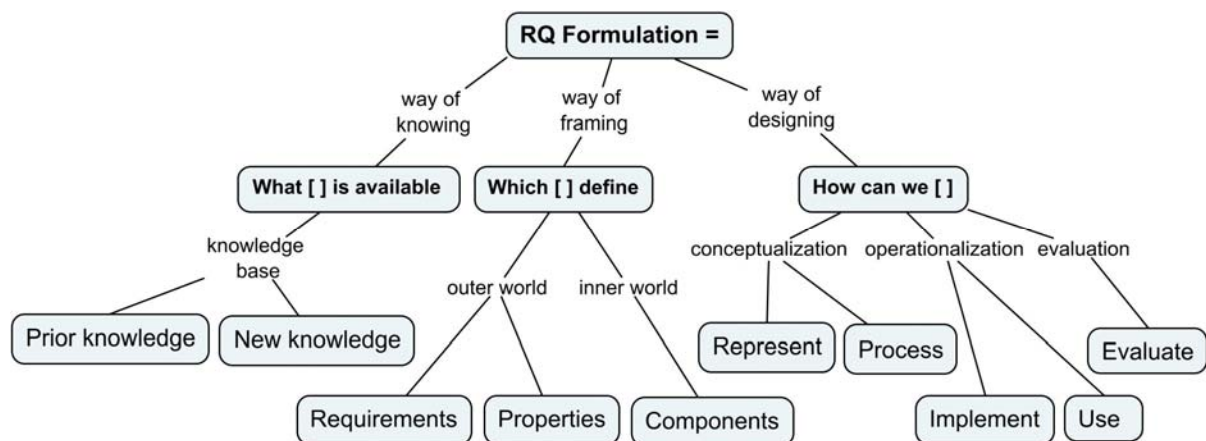 RQ Formulation =
way of
knowing
way of
framing
way of
designing
What [ ] is available
Which [ ] define
How can we [ ]
knowledge
base
conceptualization
operationalization
evaluation
outer world
inner world
Prior knowledge
New knowledge
Represent
Process
Evaluate
Requirements
Properties
Components
Implement
Use